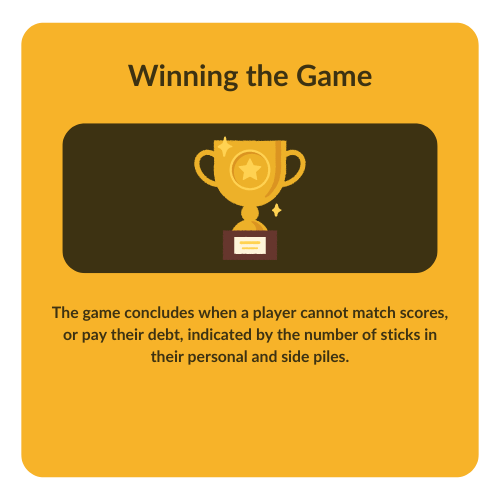 Winning the Game
The game concludes when a player cannot match scores,
or pay their debt, indicated by the number of sticks in
their personal and side piles.